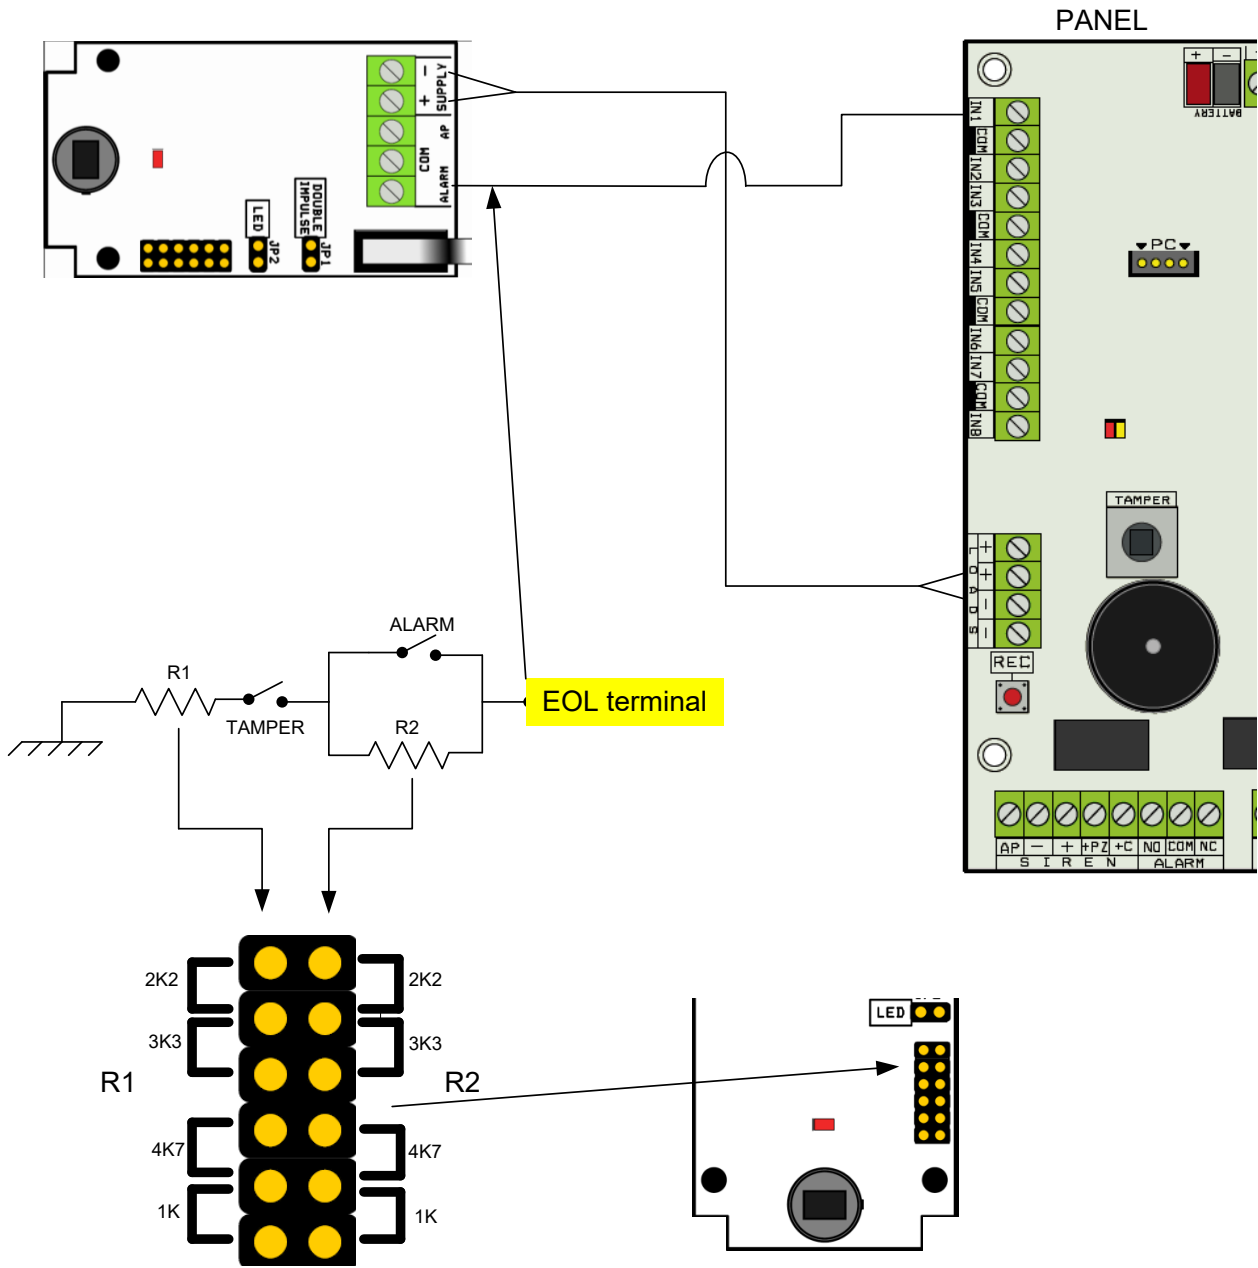 PANEL
+ -
BATTERY
- +
SUPPLY
AP
COM
ALARM
LED
JP2
DOUBLE
IMPULSE
JP1
IN1
COM
IN2
IN3
COM
IN4
IN5
COM
IN6
IN7
COM
IN8
PC
TAMPER
+
+
-
-
LOADS
REC
AP - + +PZ +C NO COM NC
SIREN ALARM
ALARM
R1
TAMPER
R2
EOL terminal
2K2 2K2
3K3 3K3
R1 R2
4K7 4K7
1K 1K
LED